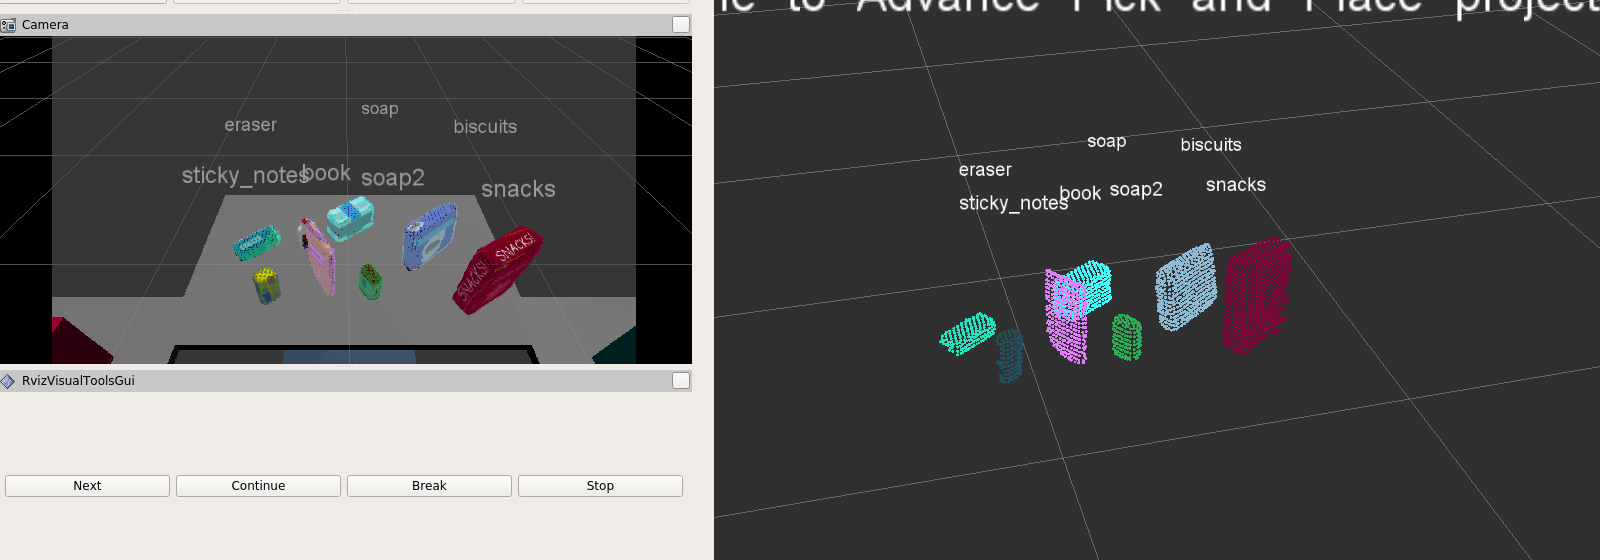 Camera
soap
eraser
biscuits
sticky_notes
book
soap2
snacks
SNACKS!
SNACKS!
RvizVisualToolsGui
Next
Continue
Break
Stop
to Advance Pick and Place project
soap
biscuits
eraser
snacks
book
soap2
sticky_notes